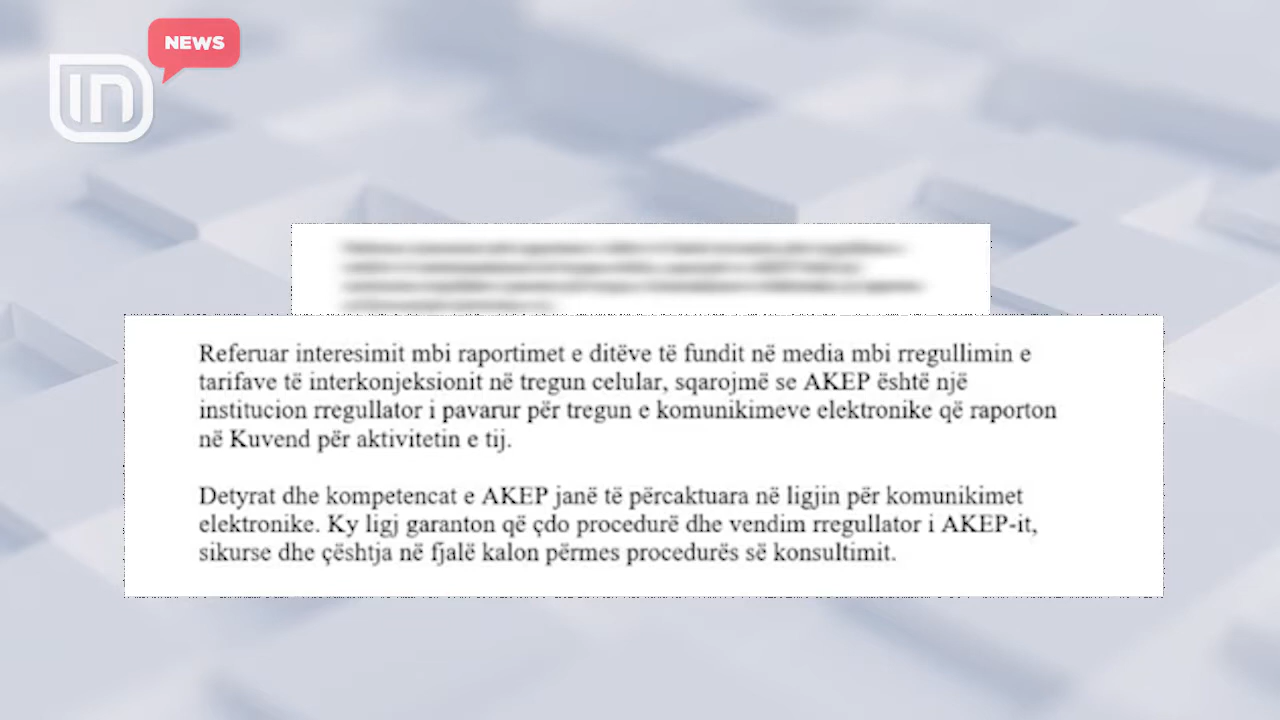 NEWS
IN
Referuar interesimit mbi raportimet e ditëve të fundit në media mbi rregullimin e
tarifave të interkonjeksionit në tregun celular, sqarojmë se AKEP është një
institucion rregullator i pavarur për tregun e komunikimeve elektronike që raporton
në Kuvend për aktivitetin e tij.
Detyrat dhe kompetencat e AKEP janë të përcaktuara në ligjin për komunikimet
elektronike. Ky ligj garanton që çdo procedurë dhe vendim rregullator i AKEP-it,
sikurse dhe çështja në fjalë kalon përmes procedurës së konsultimit.